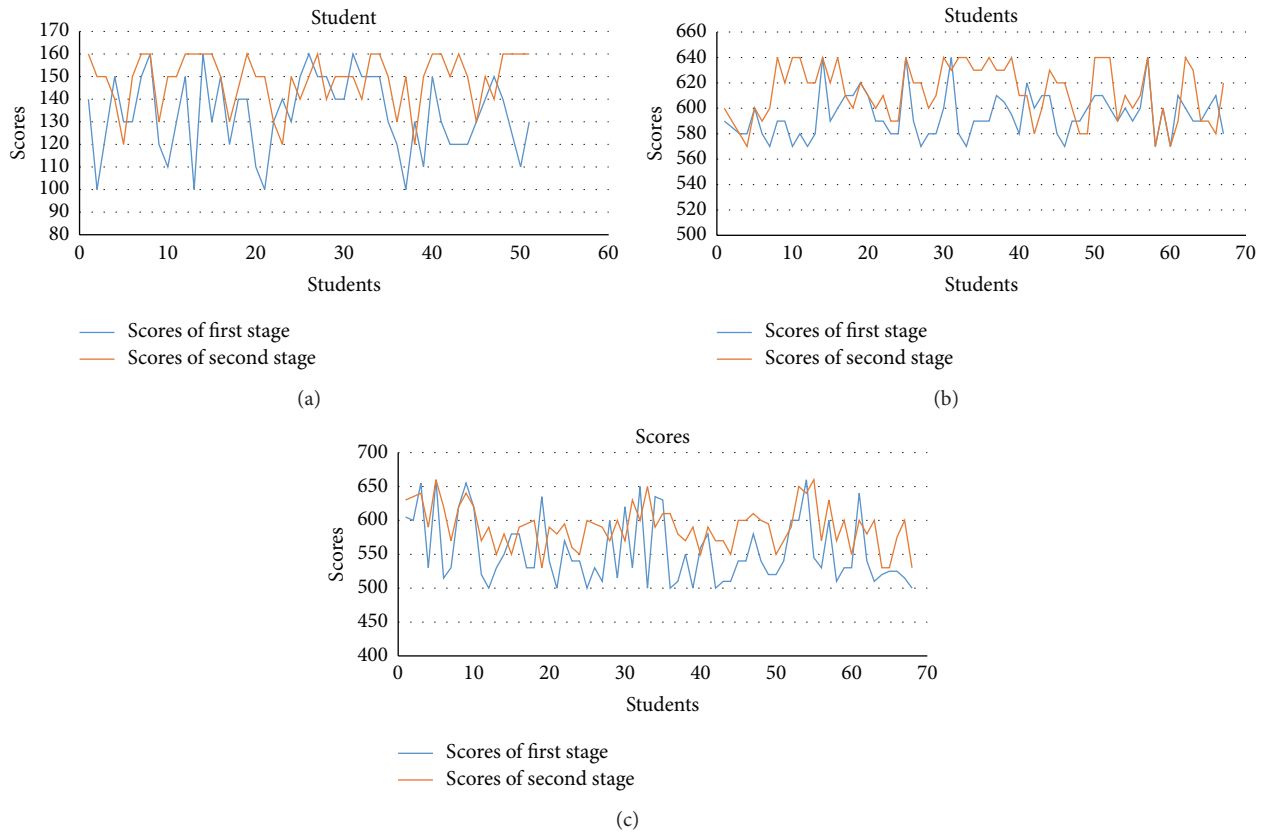 Student
170
160
150
140
130
120
110
100
90
80
Scores
0 10 20 30 40 50 60
Students
Scores of first stage
Scores of second stage
(a)
Students
660
640
620
600
580
560
540
520
500
Scores
0 10 20 30 40 50 60 70
Students
Scores of first stage
Scores of second stage
(b)
Scores
700
650
600
550
500
450
400
Scores
0 10 20 30 40 50 60 70
Students
Scores of first stage
Scores of second stage
(c)